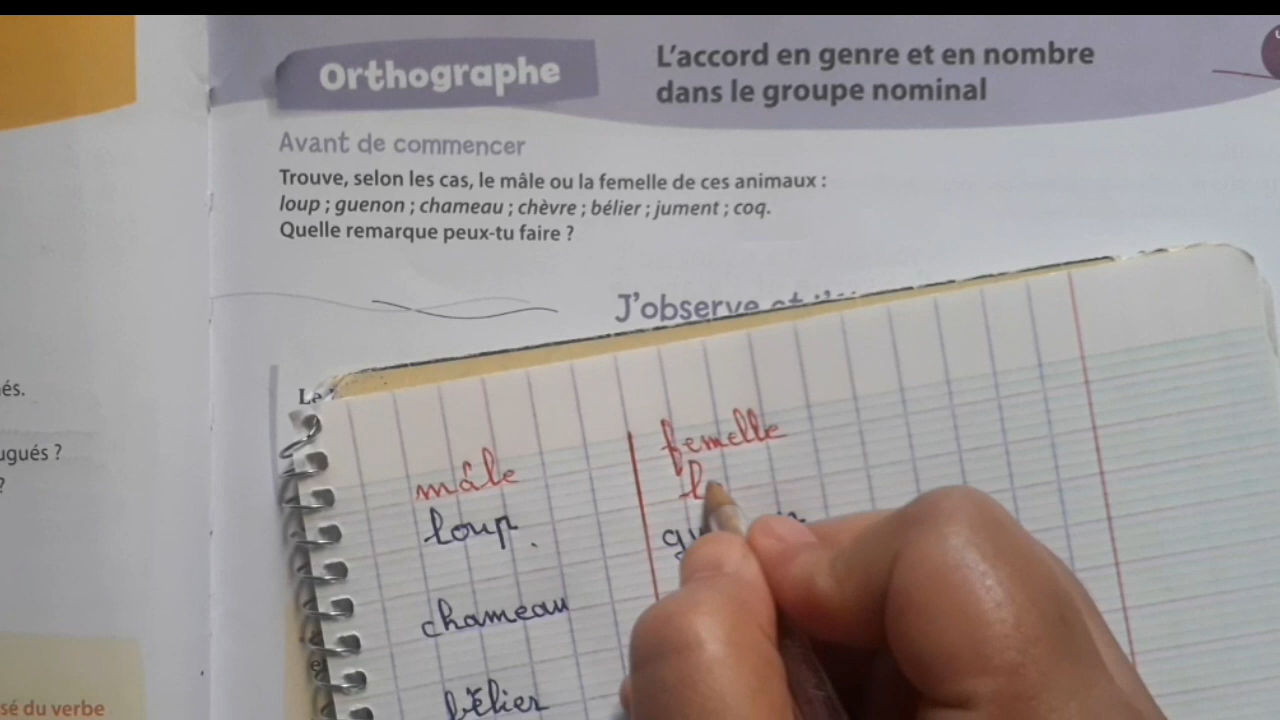 Orthographe
L'accord en genre et en nombre
dans le groupe nominal
Avant de commencer
Trouve, selon les cas, le mâle ou la femelle de ces animaux :
loup ; guenon ; chameau ; chèvre ; bélier ; jument ; coq.
Quelle remarque peux-tu faire ?
J'observe et
és.
ugués ?
?
sé du verbe
mâle femelle
loup.
chameau
bélier